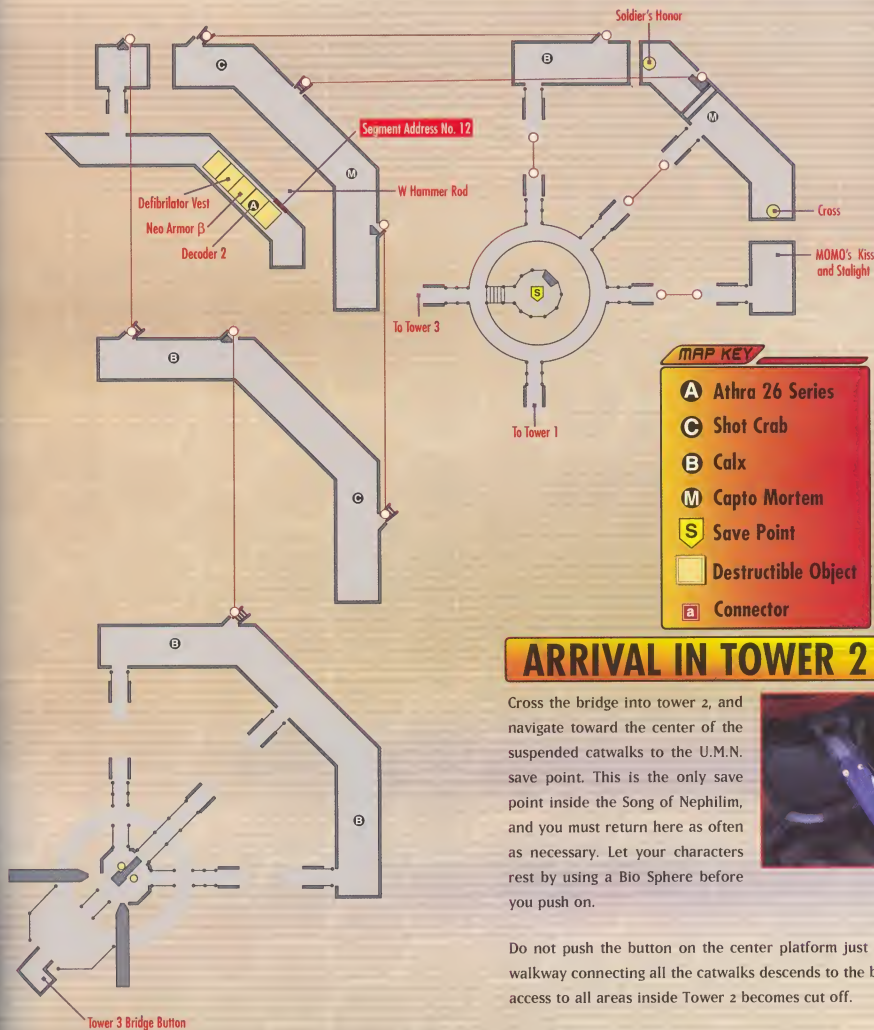 Soldier's Honor
B
C
M
Segment Address No. 12
W Hammer Rod
Cross
Defibrilator Vest
Neo Armor β
A
Decoder 2
MOMO's Kiss
and Stalight
S
To Tower 3
To Tower 1
B
C
MAP KEY
A Athra 26 Series
C Shot Crab
B Calx
M Capto Mortem
S Save Point
Destructible Object
a Connector
B
B
Tower 3 Bridge Button
ARRIVAL IN TOWER 2
Cross the bridge into tower 2, and
navigate toward the center of the
suspended catwalks to the U.M.N.
save point. This is the only save
point inside the Song of Nephilim,
and you must return here as often
as necessary. Let your characters
rest by using a Bio Sphere before
you push on.
Do not push the button on the center platform just
walkway connecting all the catwalks descends to the b
access to all areas inside Tower 2 becomes cut off.